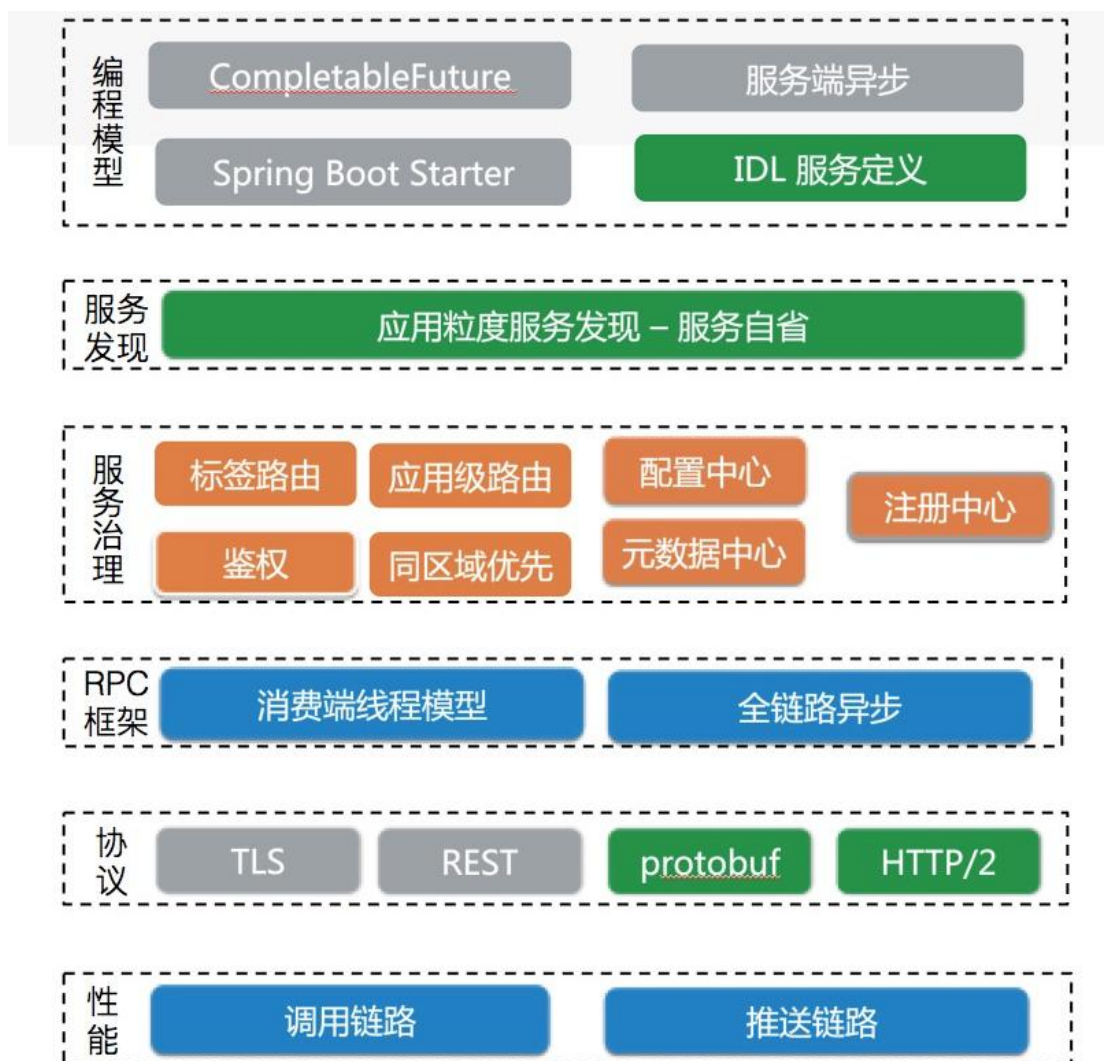 编程模型
CompletableFuture
服务端异步
Spring Boot Starter
IDL 服务定义
服务
发现
应用粒度服务发现 – 服务自省
服务治理
标签路由
应用级路由
配置中心
注册中心
鉴权
同区域优先
元数据中心
RPC
框架
消费端线程模型
全链路异步
协议
TLS
REST
protobuf
HTTP/2
性能
调用链路
推送链路